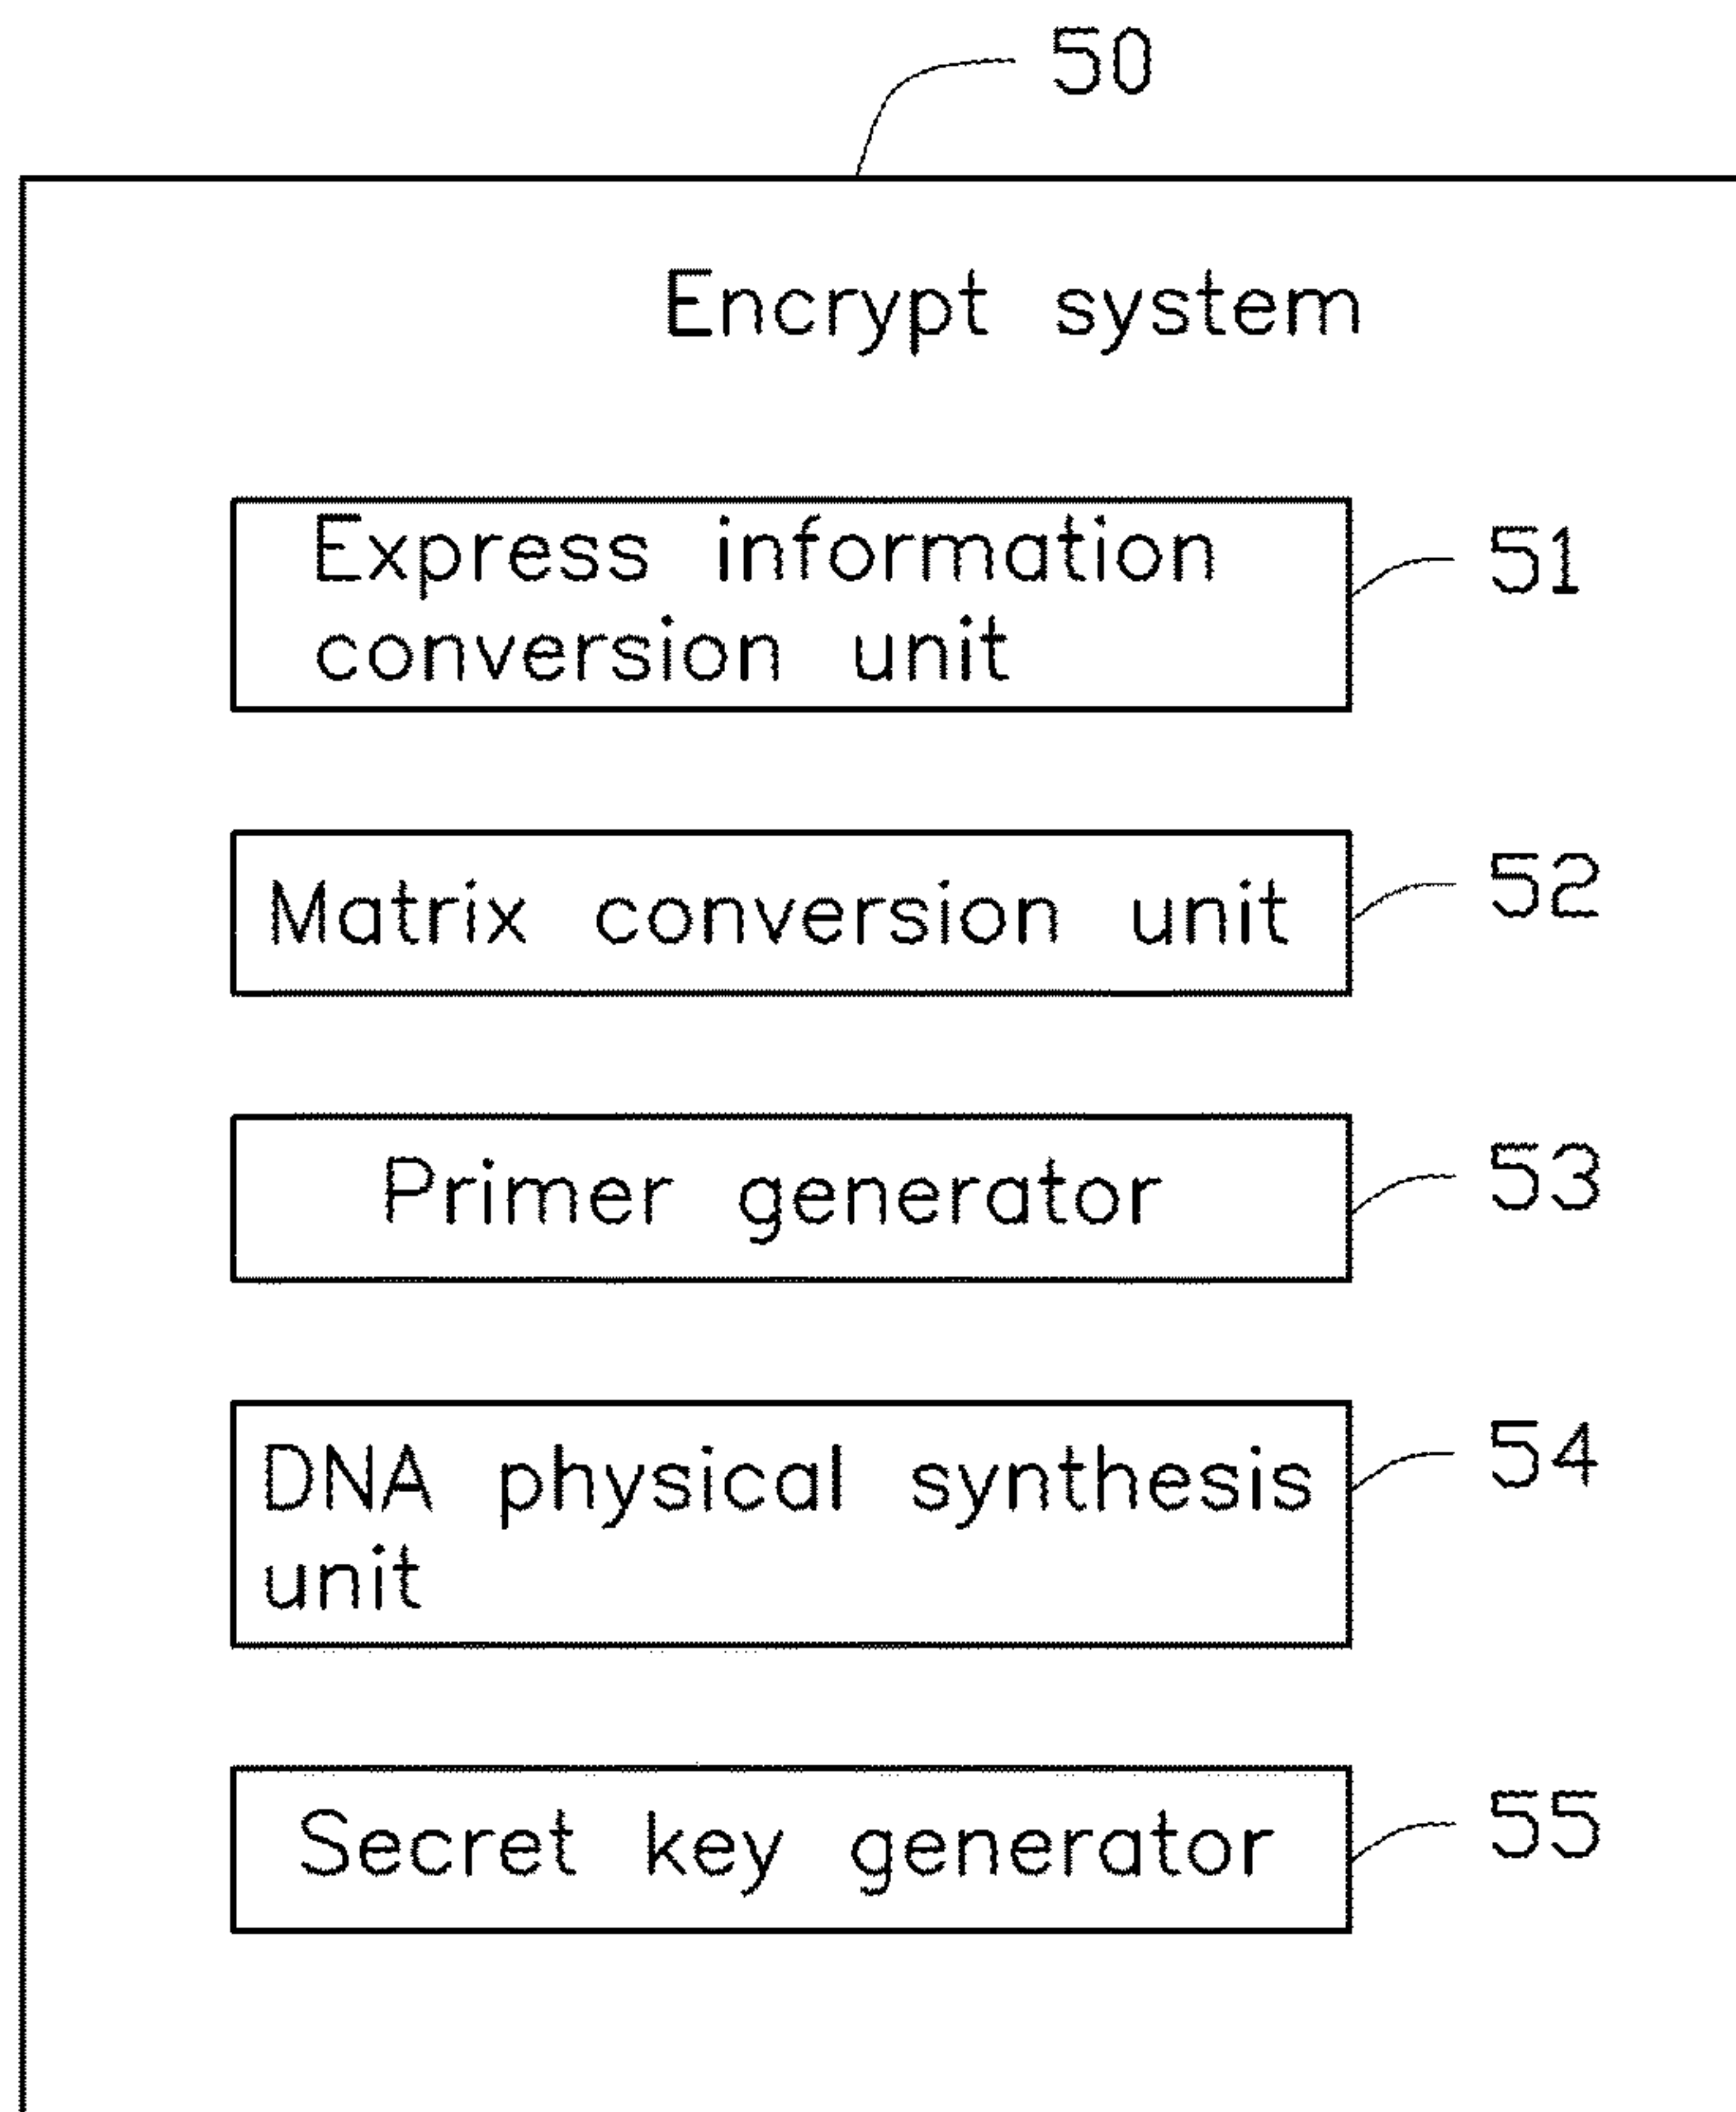 50
Encrypt system
Express information
conversion unit
51
Matrix conversion unit
52
Primer generator
53
DNA physical synthesis
unit
54
Secret key generator
55